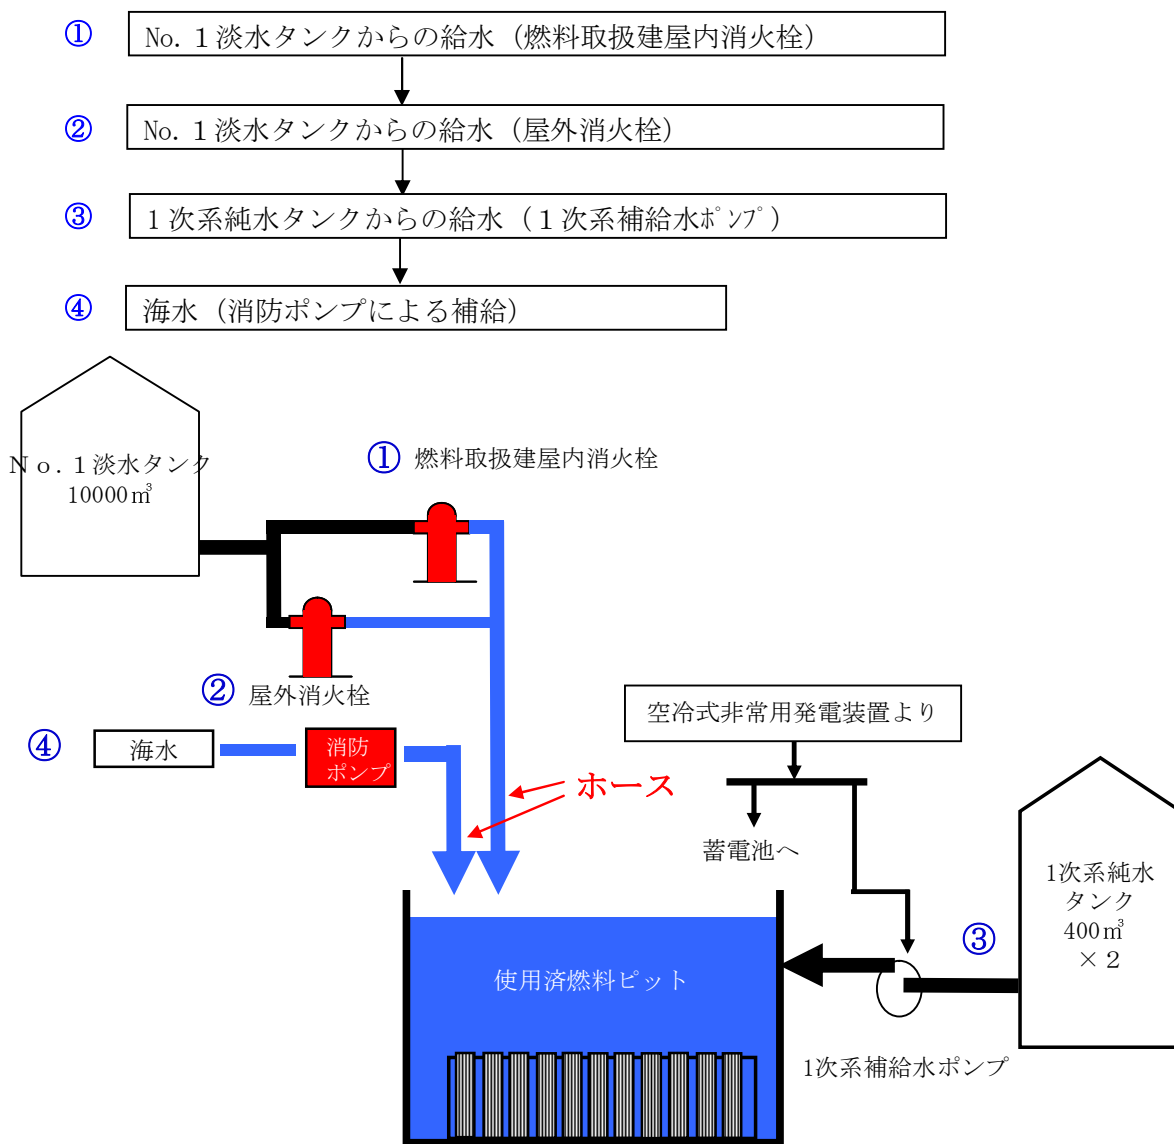 ① No.１淡水タンクからの給水（燃料取扱建屋内消火栓）
② No.１淡水タンクからの給水（屋外消火栓）
③ １次系純水タンクからの給水（１次系補給水ﾎﾟﾝﾌﾟ）
④ 海水（消防ポンプによる補給）
Ｎｏ.１淡水タンク
10000㎥
① 燃料取扱建屋内消火栓
② 屋外消火栓
④ 海水
消防
ポンプ
ホース
空冷式非常用発電装置より
蓄電池へ
1次系純水
タンク
400㎥
×２
③
使用済燃料ピット
1次系補給水ポンプ